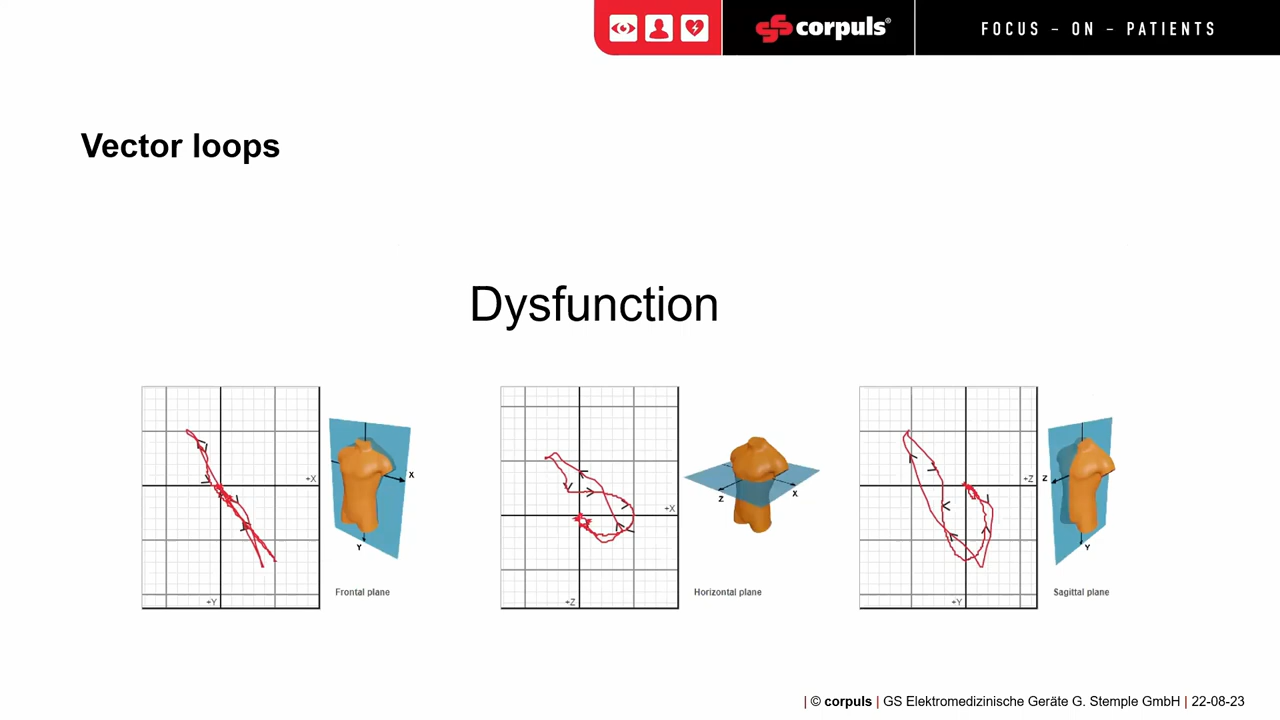 corpuls®
FOCUS – ON – PATIENTS
Vector loops
Dysfunction
+X
+Y
X
Y
Frontal plane
+X
+Z
Z
X
Horizontal plane
+Z
+Y
Z
Y
Sagittal plane
| © corpuls | GS Elektromedizinische Geräte G. Stemple GmbH | 22-08-23